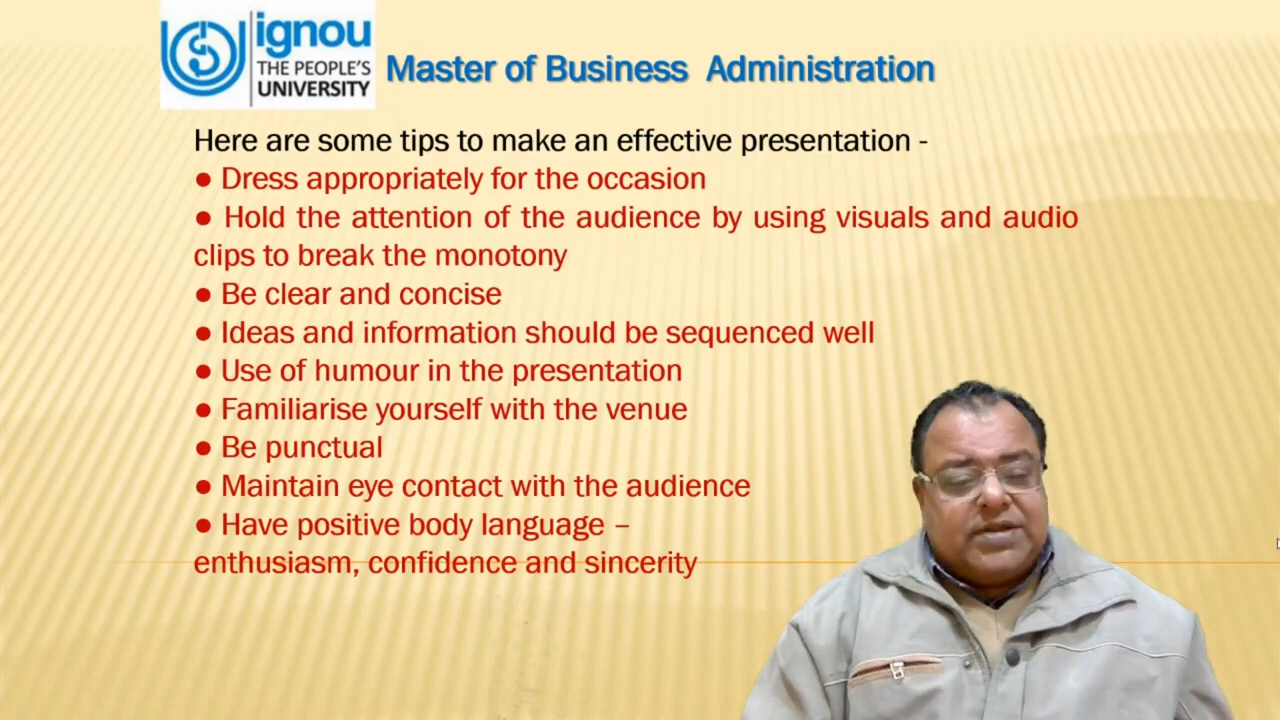 ignou
THE PEOPLE'S
UNIVERSITY
Master of Business Administration
Here are some tips to make an effective presentation -
● Dress appropriately for the occasion
● Hold the attention of the audience by using visuals and audio
clips to break the monotony
● Be clear and concise
● Ideas and information should be sequenced well
● Use of humour in the presentation
● Familiarise yourself with the venue
● Be punctual
● Maintain eye contact with the audience
● Have positive body language –
enthusiasm, confidence and sincerity